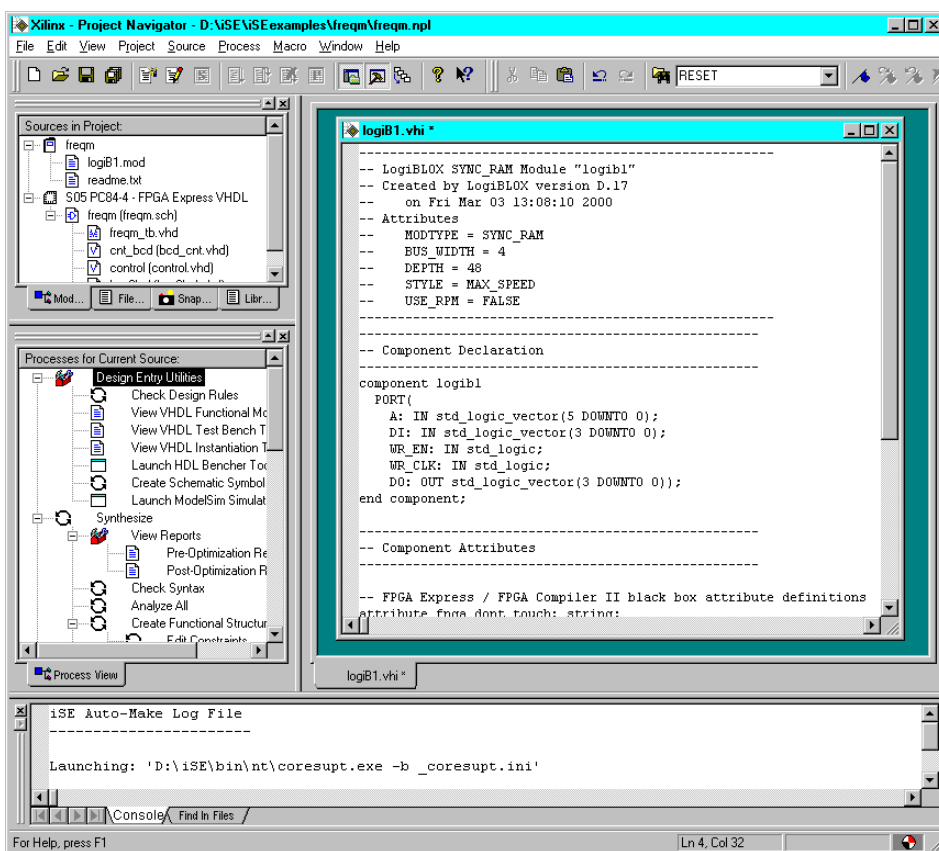 Xilinx - Project Navigator - D:\iSE\iSEexamples\freqm\freqm.npl
File Edit View Project Source Process Macro Window Help
RESET
Sources in Project:
freqm
logiB1.mod
readme.txt
S05 PC84-4 - FPGA Express VHDL
freqm (freqm.sch)
freqm_tb.vhd
cnt_bcd (bcd_cnt.vhd)
control (control.vhd)
Mod... File... Snap... Libr...
Processes for Current Source:
Design Entry Utilities
Check Design Rules
View VHDL Functional Mo
View VHDL Test Bench T
View VHDL Instantiation T
Launch HDL Bencher Too
Create Schematic Symbol
Launch ModelSim Simulat
Synthesize
View Reports
Pre-Optimization Re
Post-Optimization R
Check Syntax
Analyze All
Create Functional Structur
Edit Constraints
Process View
logiB1.vhi *
-------------------------------------------------------
-- LogiBLOX SYNC_RAM Module "logib1"
-- Created by LogiBLOX version D.17
--    on Fri Mar 03 13:08:10 2000
-- Attributes
--    MODTYPE = SYNC_RAM
--    BUS_WIDTH = 4
--    DEPTH = 48
--    STYLE = MAX_SPEED
--    USE_RPM = FALSE
-------------------------------------------------------
-----------------------------------------------------
-- Component Declaration
-----------------------------------------------------
component logib1
PORT(
A: IN std_logic_vector(5 DOWNTO 0);
DI: IN std_logic_vector(3 DOWNTO 0);
WR_EN: IN std_logic;
WR_CLK: IN std_logic;
DO: OUT std_logic_vector(3 DOWNTO 0));
end component;
-----------------------------------------------------
-- Component Attributes
-----------------------------------------------------
-- FPGA Express / FPGA Compiler II black box attribute definitions
attribute fpga_dont_touch: string;
logiB1.vhi *
iSE Auto-Make Log File
------------------------
Launching: 'D:\iSE\bin\nt\coresupt.exe -b _coresupt.ini'
Console Find In Files
For Help, press F1
Ln 4, Col 32